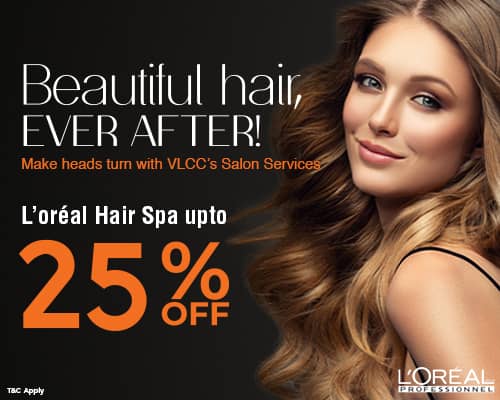 Beautiful hair,
EVER AFTER!
Make heads turn with VLCC's Salon Services
L'oréal Hair Spa upto
25% OFF
L'ORÉAL
PROFESSIONNEL
T&C Apply